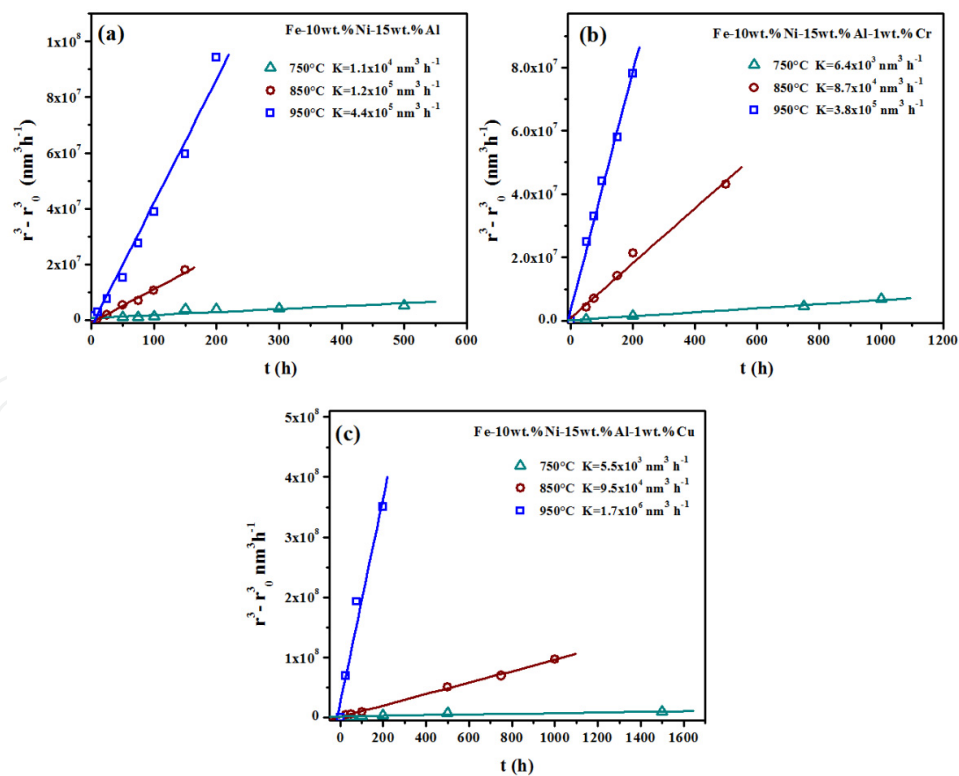 (a)
Fe-10wt.%Ni-15wt.%Al
750°C K=1.1x10⁴ nm³ h⁻¹
850°C K=1.2x10⁵ nm³ h⁻¹
950°C K=4.4x10⁵ nm³ h⁻¹
r³ - r₀³ (nm³h⁻¹)
1x10⁸
8x10⁷
6x10⁷
4x10⁷
2x10⁷
0
0 100 200 300 400 500 600
t (h)
(b)
Fe-10wt.%Ni-15wt.%Al-1wt.%Cr
750°C K=6.4x10³ nm³ h⁻¹
850°C K=8.7x10⁴ nm³ h⁻¹
950°C K=3.8x10⁵ nm³ h⁻¹
r³ - r₀³ (nm³h⁻¹)
8.0x10⁷
6.0x10⁷
4.0x10⁷
2.0x10⁷
0.0
0 200 400 600 800 1000 1200
t (h)
(c)
Fe-10wt.%Ni-15wt.%Al-1wt.%Cu
750°C K=5.5x10³ nm³ h⁻¹
850°C K=9.5x10⁴ nm³ h⁻¹
950°C K=1.7x10⁶ nm³ h⁻¹
r³ - r₀³ nm³h⁻¹)
5x10⁸
4x10⁸
3x10⁸
2x10⁸
1x10⁸
0
0 200 400 600 800 1000 1200 1400 1600
t (h)